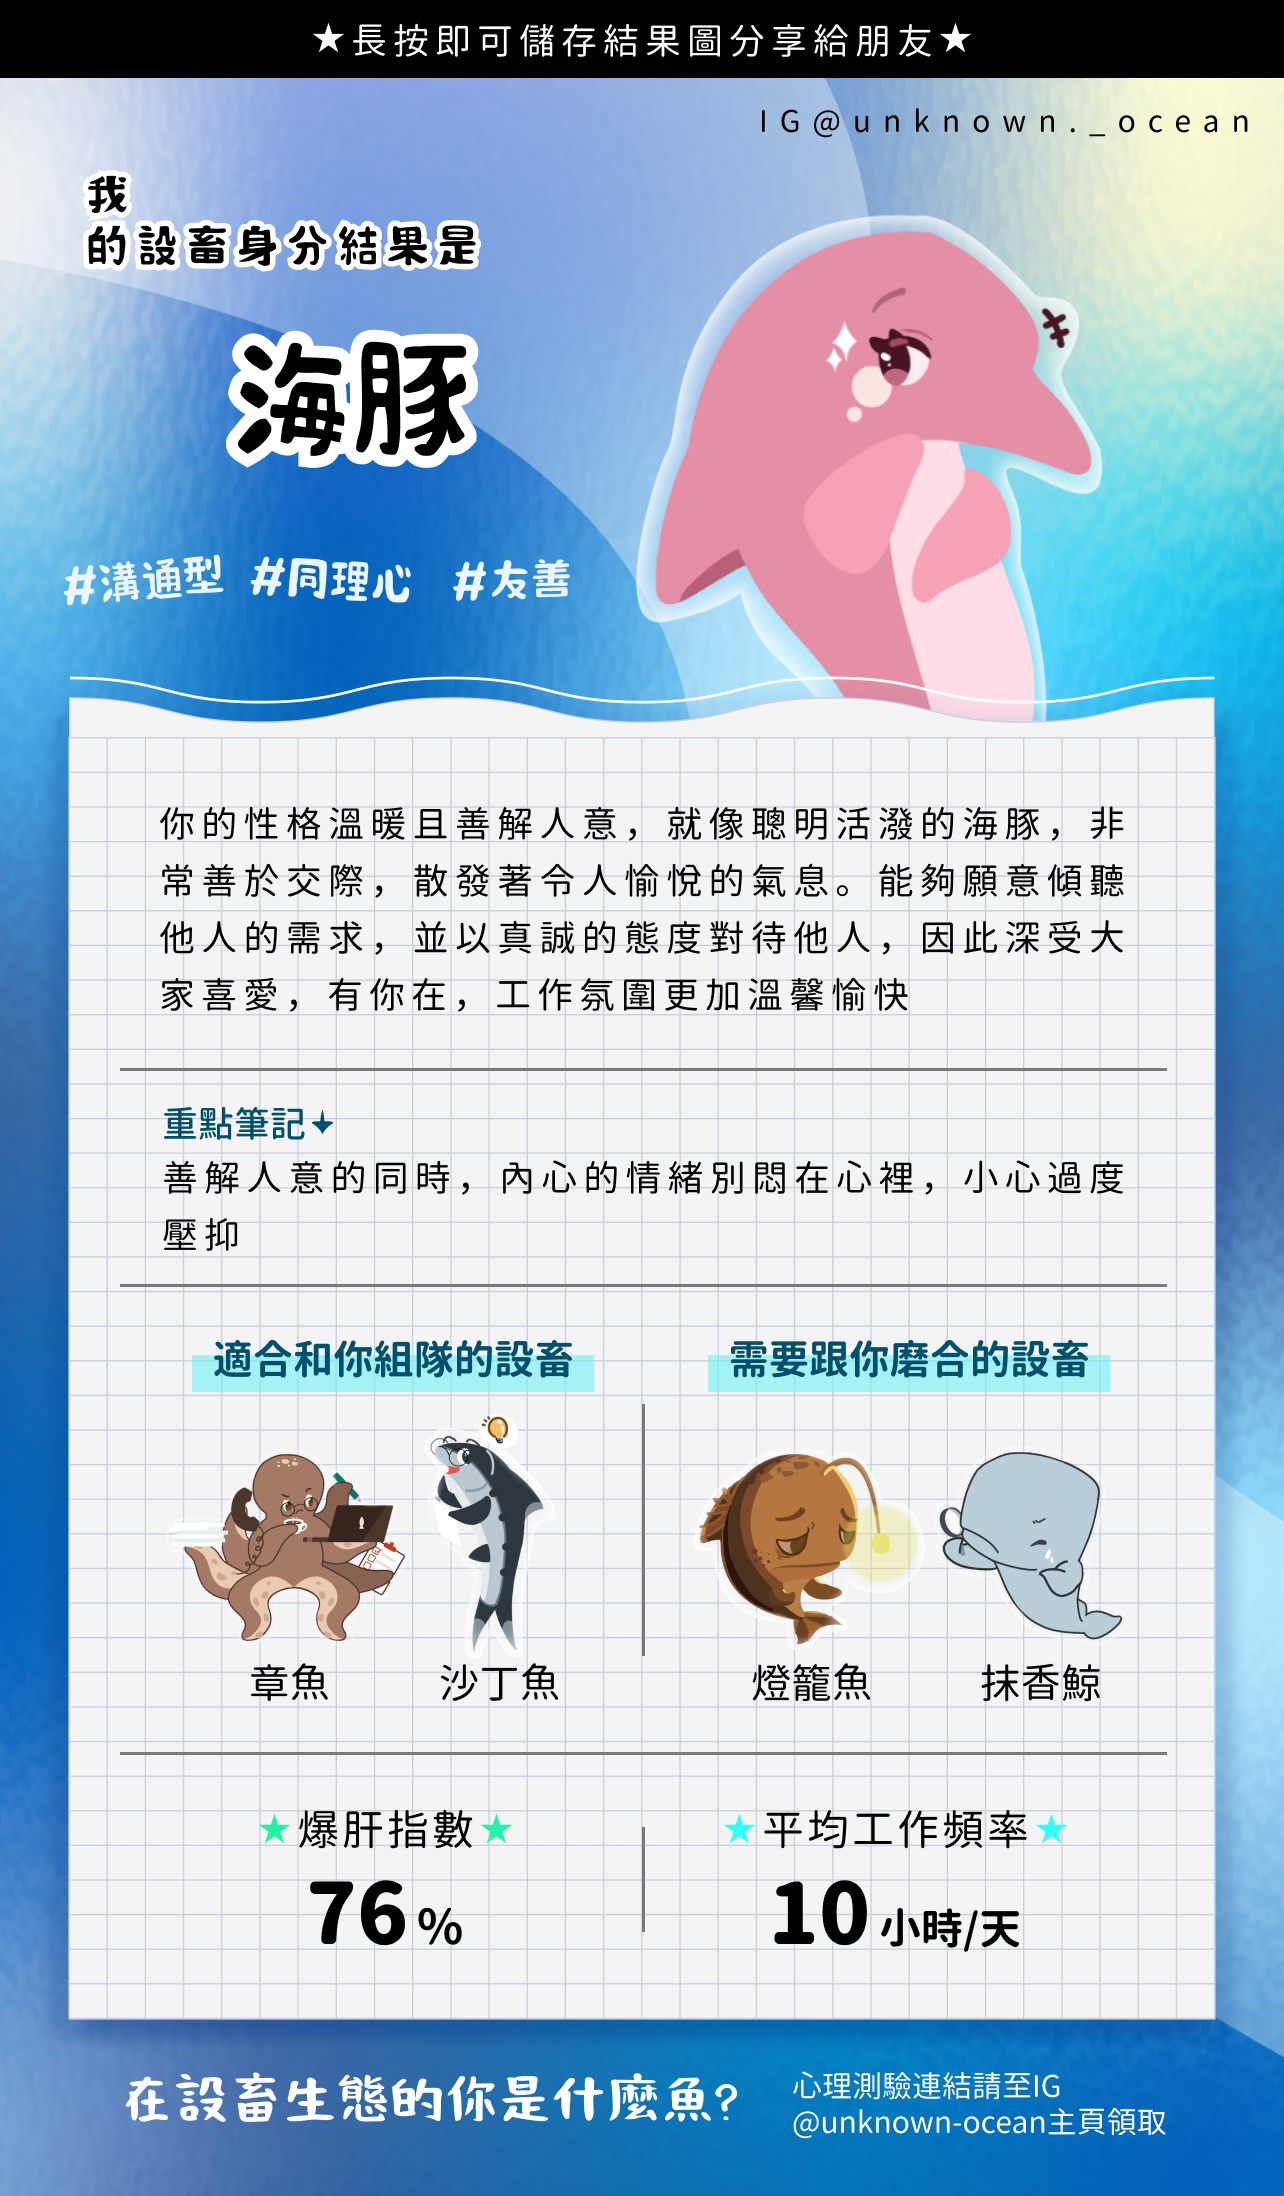 ★長按即可儲存結果圖分享給朋友★
IG@unknown._ocean
我
的設畜身分結果是
海豚
#溝通型 #同理心 #友善
你的性格溫暖且善解人意，就像聰明活潑的海豚，非
常善於交際，散發著令人愉悅的氣息。能夠願意傾聽
他人的需求，並以真誠的態度對待他人，因此深受大
家喜愛，有你在，工作氛圍更加溫馨愉快
重點筆記✦
善解人意的同時，內心的情緒別悶在心裡，小心過度
壓抑
適合和你組隊的設畜
需要跟你磨合的設畜
章魚
沙丁魚
燈籠魚
抹香鯨
★爆肝指數★
76%
★平均工作頻率★
10 小時/天
在設畜生態的你是什麼魚?
心理測驗連結請至IG
@unknown-ocean主頁領取